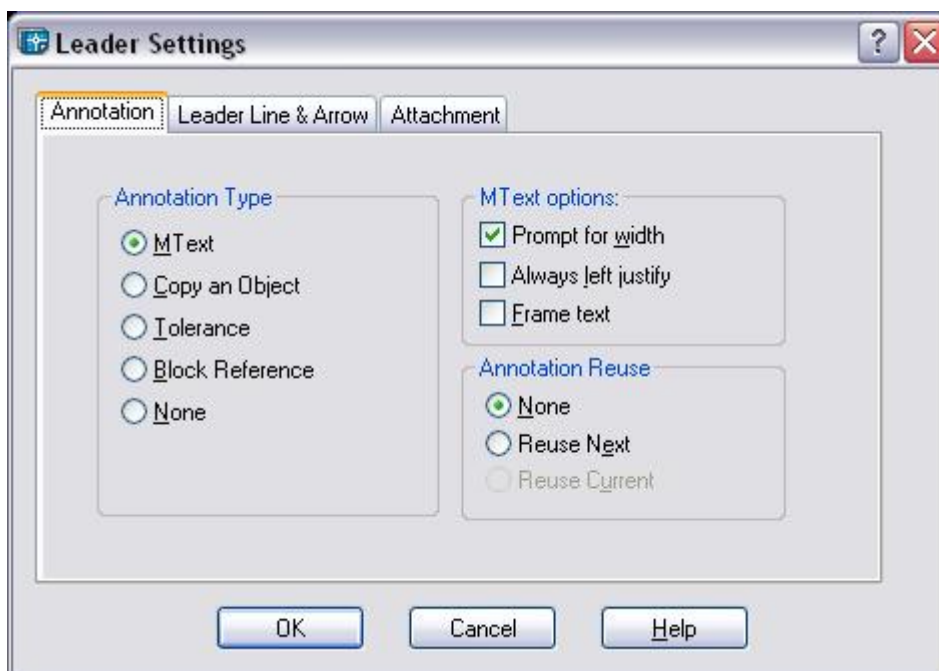 Leader Settings
?
Annotation
Leader Line & Arrow
Attachment
Annotation Type
MText
Copy an Object
Tolerance
Block Reference
None
MText options:
Prompt for width
Always left justify
Frame text
Annotation Reuse
None
Reuse Next
Reuse Current
OK
Cancel
Help